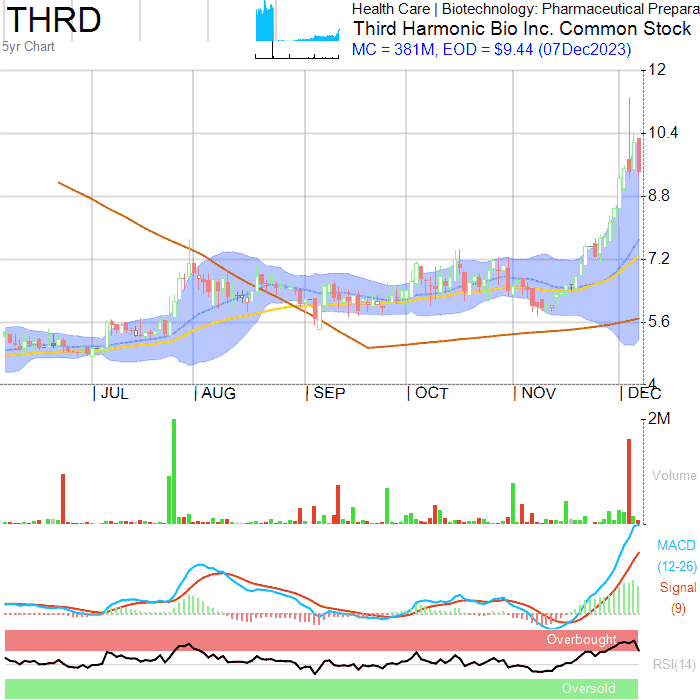 THRD
5yr Chart
Health Care | Biotechnology: Pharmaceutical Prepara
Third Harmonic Bio Inc. Common Stock
MC = 381M, EOD = $9.44 (07Dec2023)
12
10.4
8.8
7.2
5.6
4
| JUL
| AUG
| SEP
| OCT
| NOV
| DEC
2M
Volume
MACD
(12-26)
Signal
(9)
Overbought
RSI(14)
Oversold